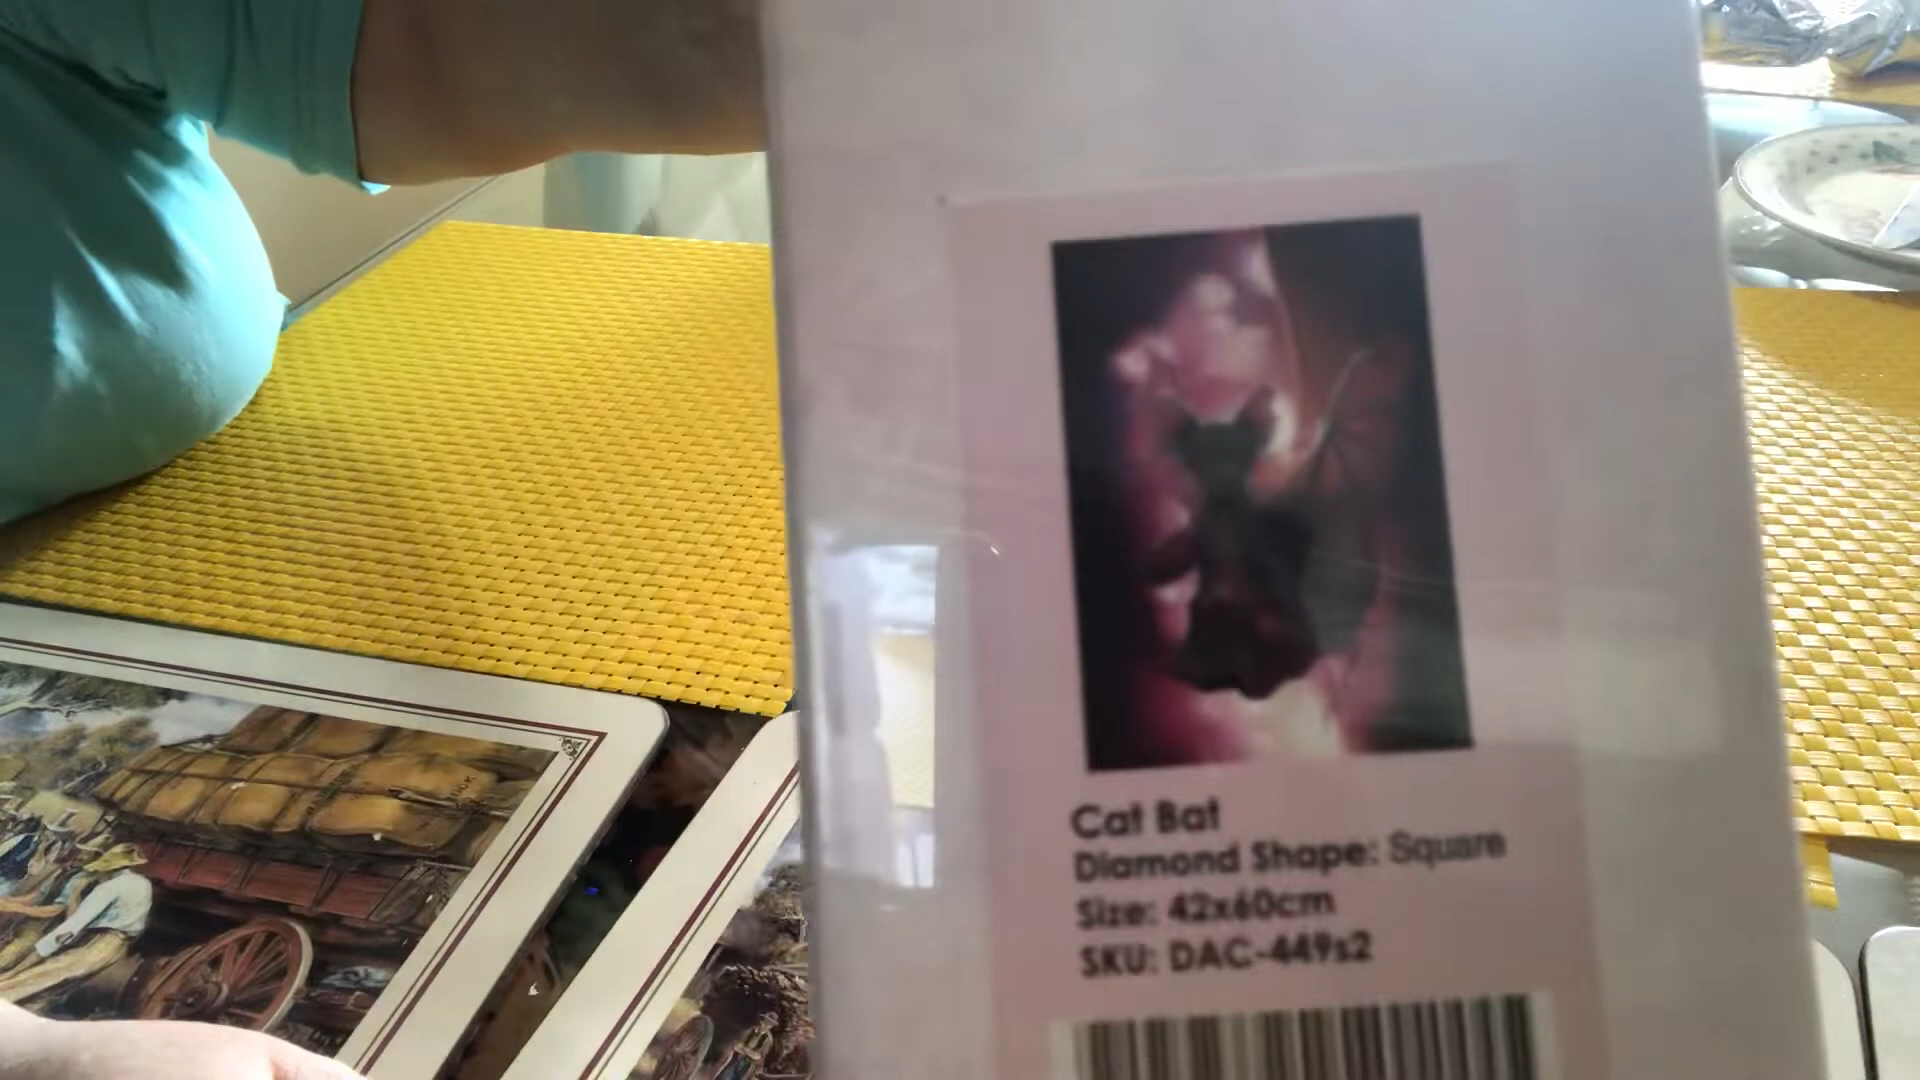 Cat Bat
Diamond Shape: Square
Size: 42x60cm
SKU: DAC-449s2